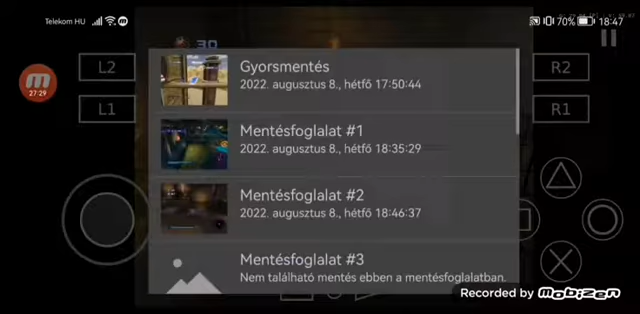 Telekom HU
70%
18:47
30
L2
R2
27:29
L1
R1
Gyorsmentés
2022. augusztus 8., hétfő 17:50:44
Mentésfoglalat #1
2022. augusztus 8., hétfő 18:35:29
Mentésfoglalat #2
2022. augusztus 8., hétfő 18:46:37
Mentésfoglalat #3
Nem található mentés ebben a mentésfoglalatban.
Recorded by mobizen